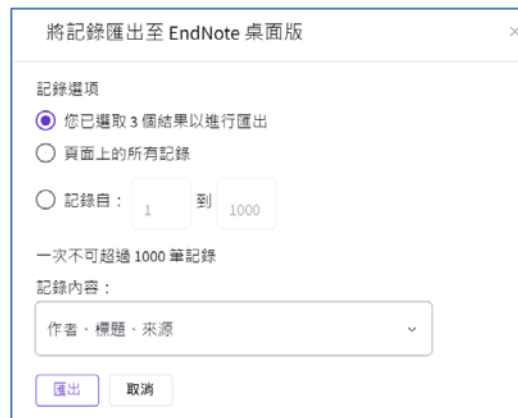 將記錄匯出至 EndNote 桌面版
記錄選項
您已選取 3 個結果以進行匯出
頁面上的所有記錄
記錄自： 1 到 1000
一次不可超過 1000 筆記錄
記錄內容：
作者、標題、來源
匯出 取消